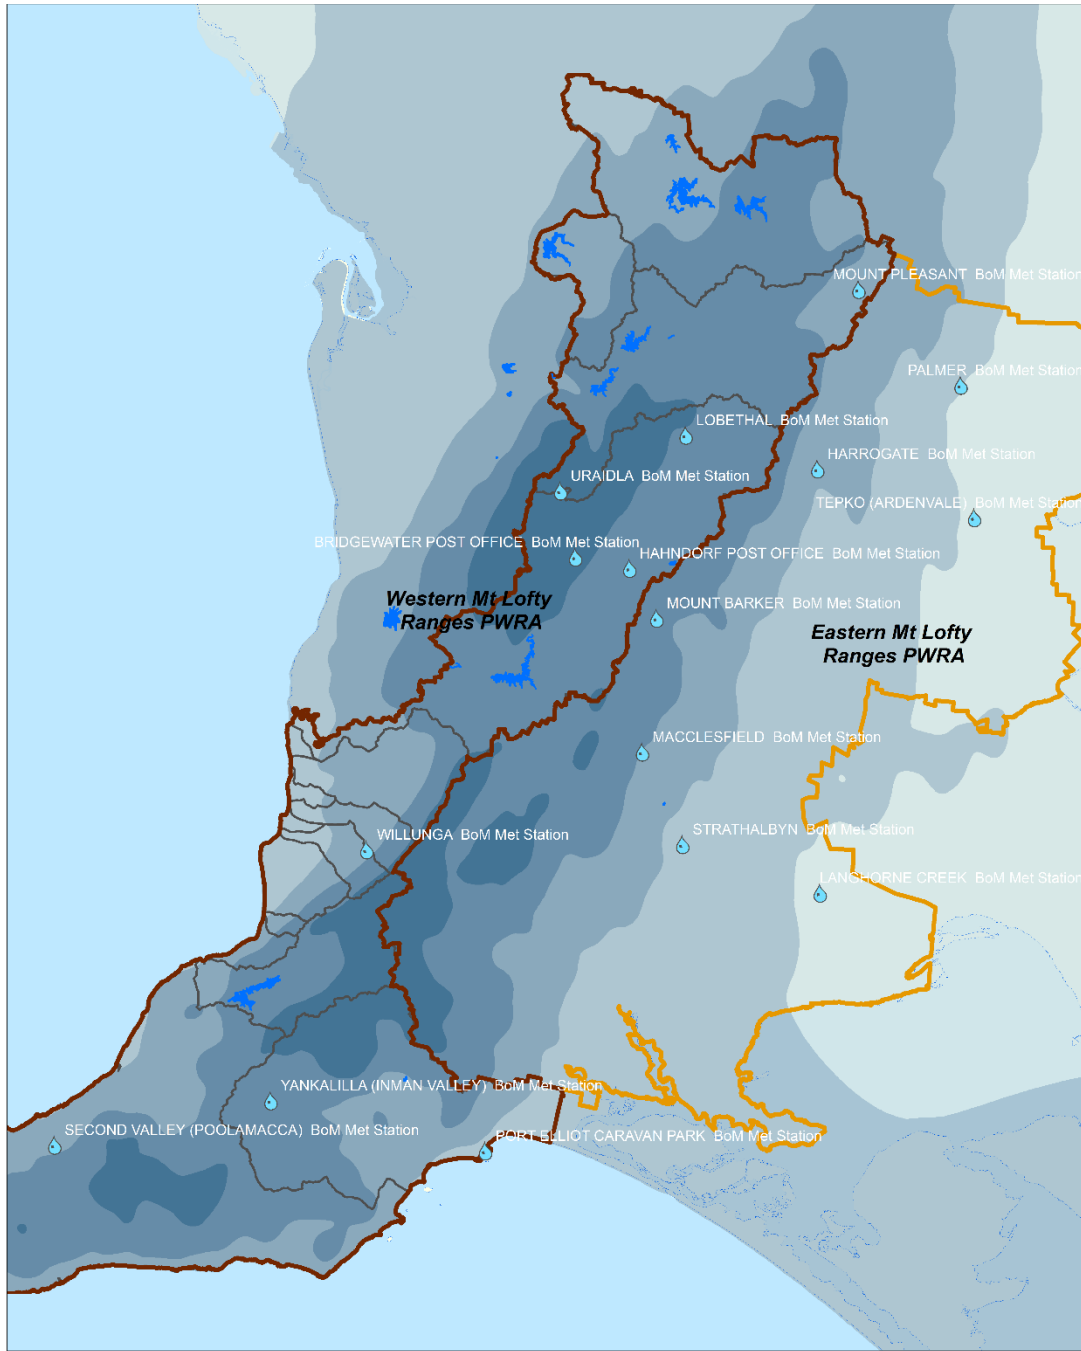 MOUNT PLEASANT BoM Met Station
PALMER BoM Met Station
LOBETHAL BoM Met Station
HARROGATE BoM Met Station
URAIDLA BoM Met Station
TEPKO (ARDENVALE) BoM Met Station
BRIDGEWATER POST OFFICE BoM Met Station
HAHNDORF POST OFFICE BoM Met Station
Western Mt Lofty
Ranges PWRA
MOUNT BARKER BoM Met Station
Eastern Mt Lofty
Ranges PWRA
MACCLESFIELD BoM Met Station
WILLUNGA BoM Met Station
STRATHALBYN BoM Met Station
LANGHORNE CREEK BoM Met Station
YANKALILLA (INMAN VALLEY) BoM Met Station
SECOND VALLEY (POOLAMACCA) BoM Met Station
PORT ELLIOT CARAVAN PARK BoM Met Station